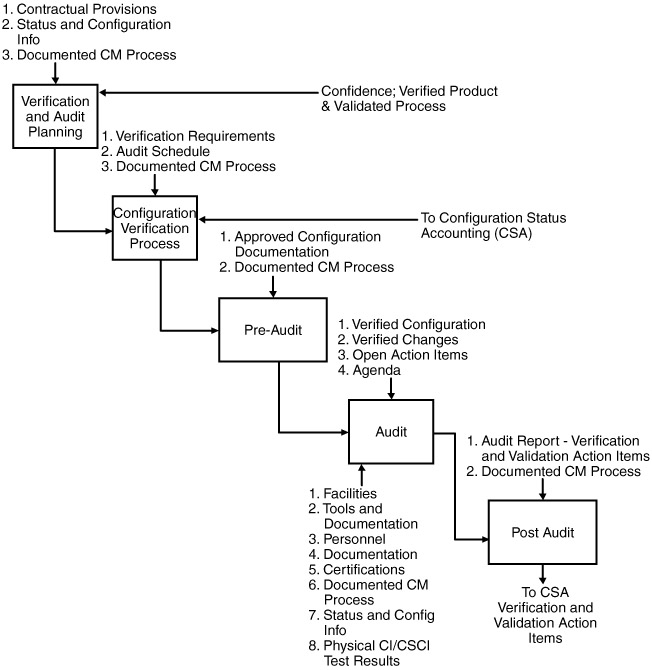 1. Contractual Provisions
2. Status and Configuration
Info
3. Documented CM Process
Verification
and Audit
Planning
Confidence; Verified Product
& Validated Process
1. Verification Requirements
2. Audit Schedule
3. Documented CM Process
Configuration
Verification
Process
To Configuration Status
Accounting (CSA)
1. Approved Configuration
Documentation
2. Documented CM Process
Pre-Audit
1. Verified Configuration
2. Verified Changes
3. Open Action Items
4. Agenda
Audit
1. Facilities
2. Tools and
Documentation
3. Personnel
4. Documentation
5. Certifications
6. Documented CM
Process
7. Status and Config
Info
8. Physical CI/CSCI
Test Results
1. Audit Report - Verification
and Validation Action Items
2. Documented CM Process
Post Audit
To CSA
Verification and
Validation Action
Items